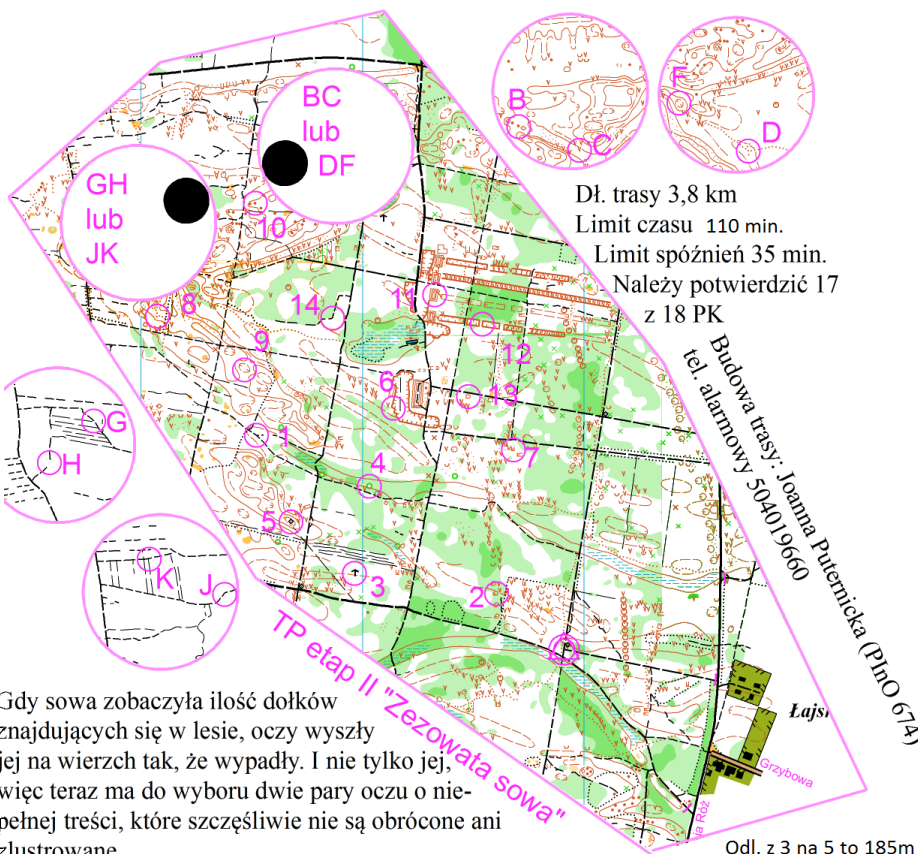 BC
lub
DF
GH
lub
JK
B
C
F
D
Dł. trasy 3,8 km
Limit czasu 110 min.
Limit spóźnień 35 min.
Należy potwierdzić 17
z 18 PK
Budowa trasy: Joanna Puternicka (PInO 674)
tel. alarmowy 504019660
10
8
14
11
12
9
6
13
1
7
4
5
3
2
G
H
K
J
TP etap II "Zezowata sowa"
Łajs
Grzybowa
ia Róż
Gdy sowa zobaczyła ilość dołków
znajdujących się w lesie, oczy wyszły
jej na wierzch tak, że wypadły. I nie tylko jej,
więc teraz ma do wyboru dwie pary oczu o nie-
pełnej treści, które szczęśliwie nie są obrócone ani
zlustrowane
Odl. z 3 na 5 to 185m